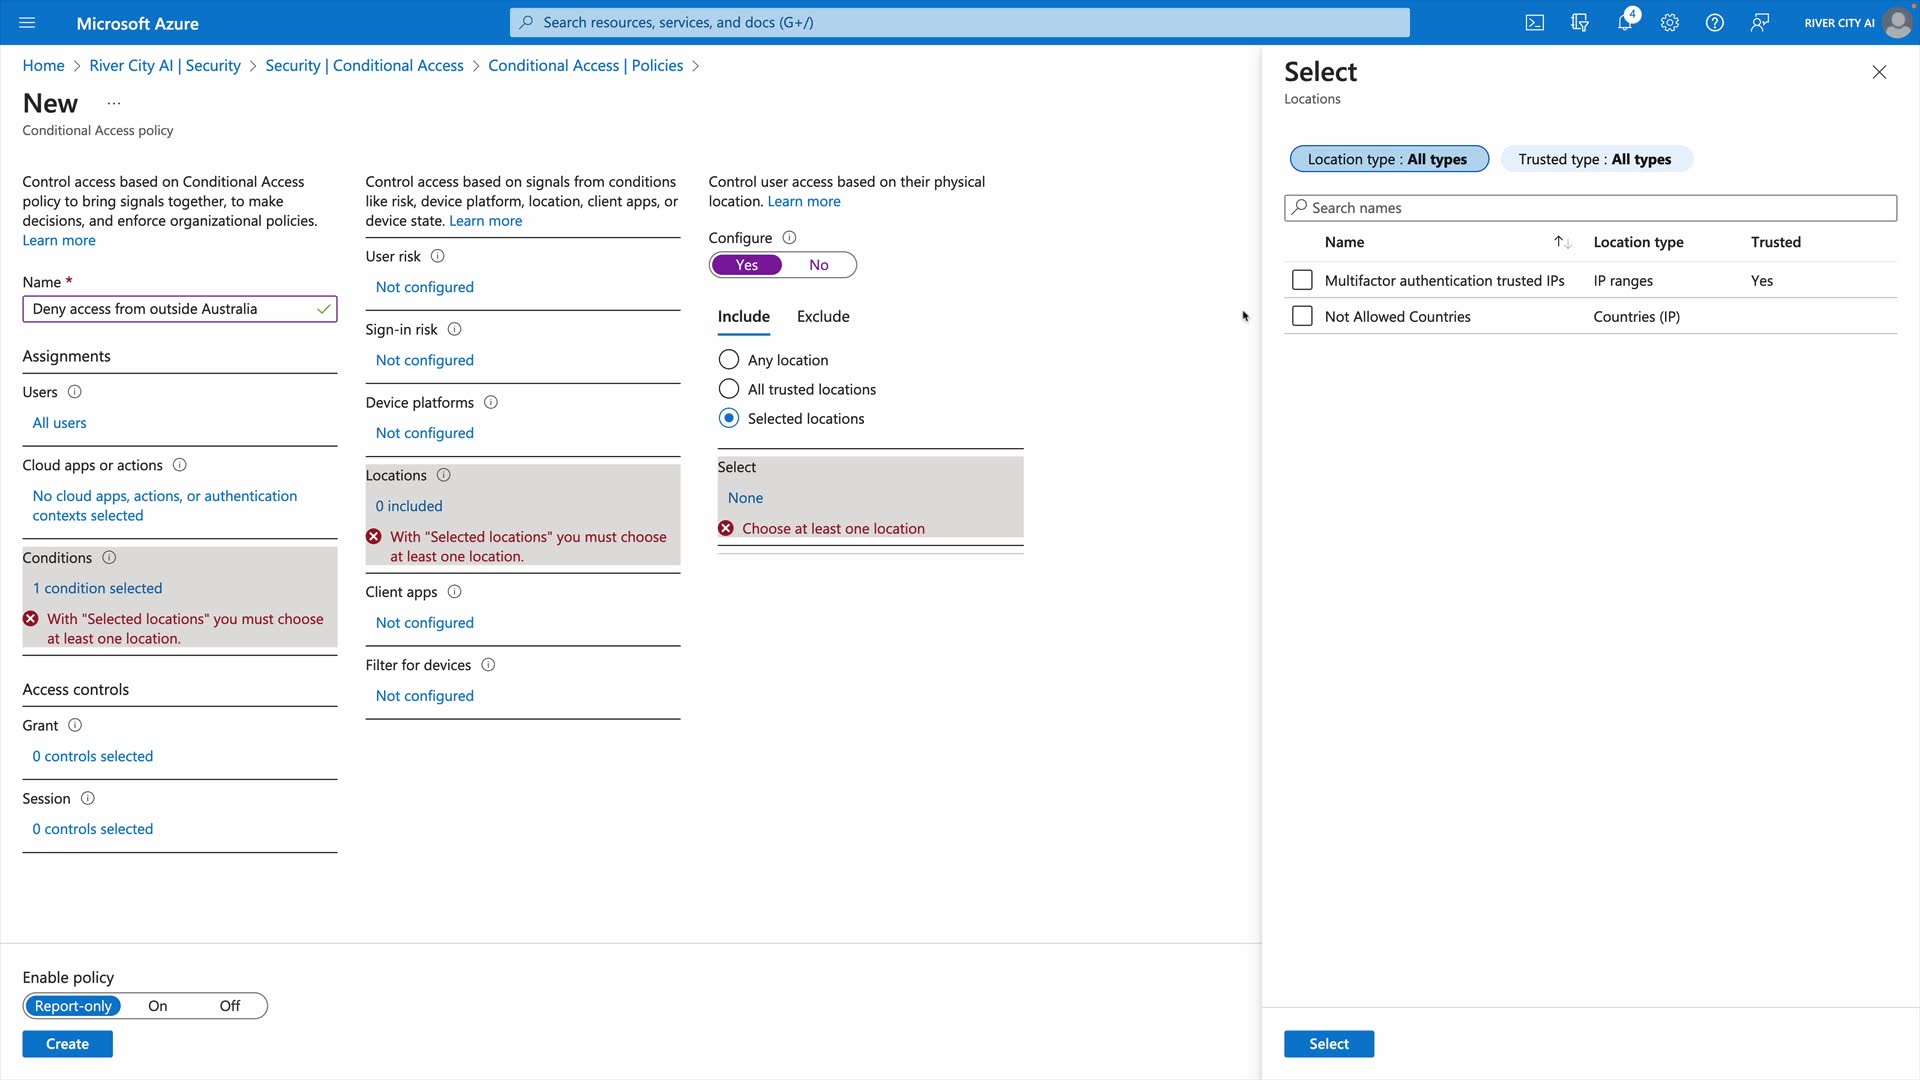 Microsoft Azure
Search resources, services, and docs (G+/)
4
RIVER CITY AI
Home > River City AI | Security > Security | Conditional Access > Conditional Access | Policies >
New ...
Conditional Access policy
Control access based on Conditional Access
policy to bring signals together, to make
decisions, and enforce organizational policies.
Learn more
Name *
Deny access from outside Australia
Assignments
Users
All users
Cloud apps or actions
No cloud apps, actions, or authentication
contexts selected
Conditions
1 condition selected
With "Selected locations" you must choose
at least one location.
Access controls
Grant
0 controls selected
Session
0 controls selected
Control access based on signals from conditions
like risk, device platform, location, client apps, or
device state. Learn more
User risk
Not configured
Sign-in risk
Not configured
Device platforms
Not configured
Locations
0 included
With "Selected locations" you must choose
at least one location.
Client apps
Not configured
Filter for devices
Not configured
Control user access based on their physical
location. Learn more
Configure
Yes No
Include Exclude
Any location
All trusted locations
Selected locations
Select
None
Choose at least one location
Enable policy
Report-only On Off
Create
Select
Locations
Location type : All types Trusted type : All types
Search names
Name Location type Trusted
Multifactor authentication trusted IPs IP ranges Yes
Not Allowed Countries Countries (IP)
Select